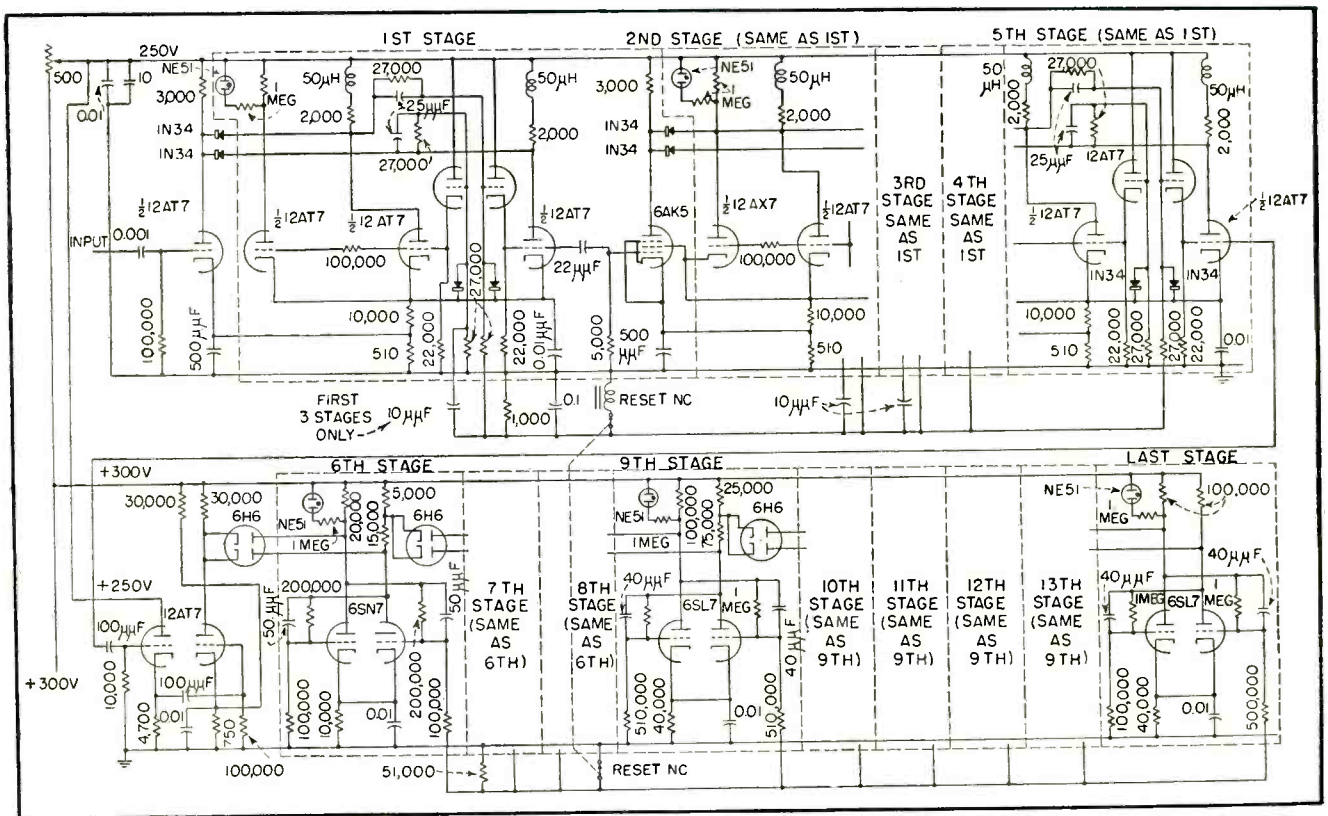 1ST STAGE
2ND STAGE (SAME AS 1ST)
5TH STAGE (SAME AS 1ST)
250V
500
0.01
10
3,000
NE51
1 MEG
50μH
2,000
27,000
25μμF
27,000
50μH
2,000
1N34
1N34
3,000
NE51
1 MEG
50μH
2,000
1N34
1N34
50 μH
2,000
27,000
25μμF
12AT7
50μH
2,000
INPUT
0.001
½12AT7
½12AT7
½12AT7
½12AT7
100,000
22μμF
6AK5
½12AX7
½12AT7
100,000
3RD STAGE SAME AS 1ST
4TH STAGE SAME AS 1ST
½12AT7
½12AT7
1N34
1N34
100,000
500μμF
10,000
510
22,000
27,000
22,000
0.01μF
5,000
500 μμF
10,000
510
10,000
510
22,000
27,000
27,000
22,000
0.01
FIRST 3 STAGES ONLY
10μμF
1,000
0.1
RESET NC
10μμF
+300V
6TH STAGE
9TH STAGE
LAST STAGE
30,000
30,000
6H6
NE51
1 MEG
20,000
5,000
15,000
6H6
NE51
1 MEG
100,000
25,000
75,000
6H6
NE51
1 MEG
100,000
+250V
12AT7
100μμF
200,000
50μμF
6SN7
50μμF
200,000
7TH STAGE (SAME AS 6TH)
8TH STAGE (SAME AS 6TH)
40μμF
6SL7
1 MEG
40μμF
10TH STAGE (SAME AS 9TH)
11TH STAGE (SAME AS 9TH)
12TH STAGE (SAME AS 9TH)
13TH STAGE (SAME AS 9TH)
40μμF
1MEG
6SL7
1 MEG
40μμF
+300V
10,000
100μμF
4,700
0.01
750
100,000
100,000
10,000
0.01
100,000
51,000
510,000
40,000
0.01
510,000
RESET NC
100,000
40,000
0.01
500,000